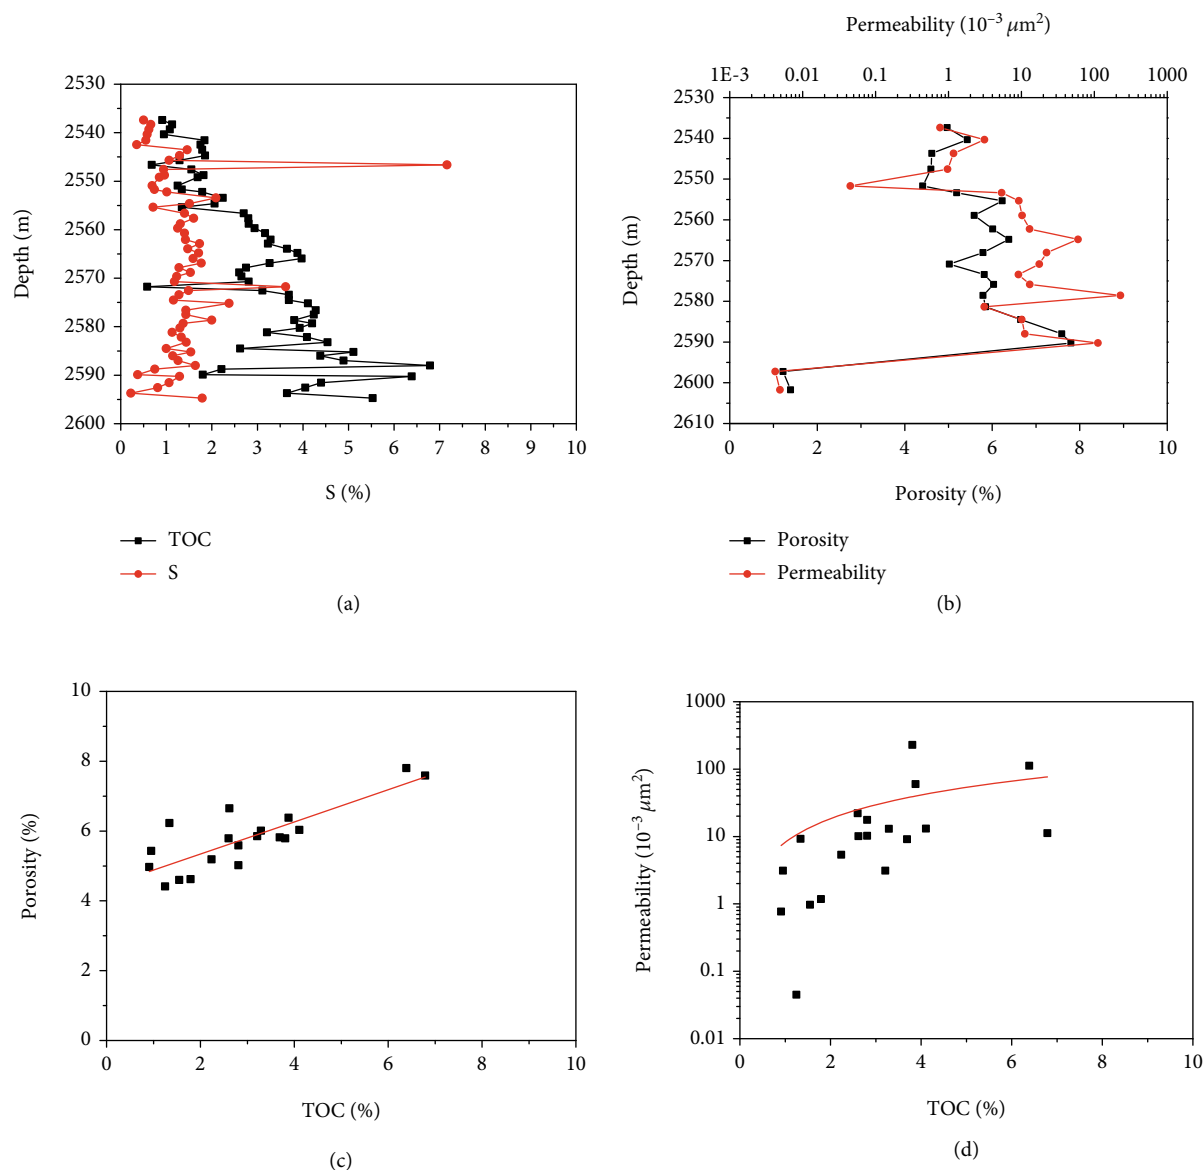 Permeability (10⁻³ μm²)
1E-3 0.01 0.1 1 10 100 1000
2530
2540
2550
2560
2570
2580
2590
2600
Depth (m)
0 1 2 3 4 5 6 7 8 9 10
S (%)
TOC
S
(a)
2530
2540
2550
2560
2570
2580
2590
2600
2610
Depth (m)
0 2 4 6 8 10
Porosity (%)
Porosity
Permeability
(b)
10
8
6
4
2
0
Porosity (%)
0 2 4 6 8 10
TOC (%)
(c)
1000
100
10
1
0.1
0.01
Permeability (10⁻³ μm²)
0 2 4 6 8 10
TOC (%)
(d)